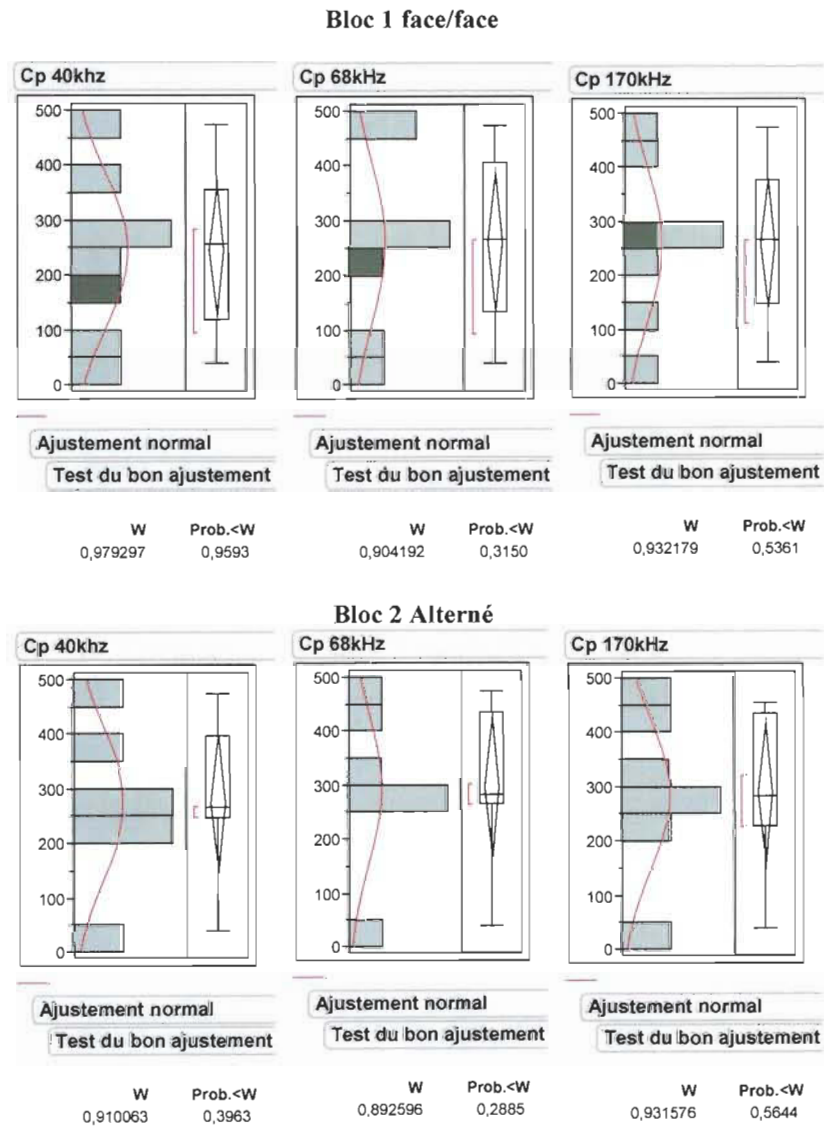 Bloc 1 face/face
Cp 40khz
Cp 68kHz
Cp 170kHz
500
400
300
200
100
0
500
400
300
200
100
0
500
400
300
200
100
0
Ajustement normal
Ajustement normal
Ajustement normal
Test du bon ajustement
Test du bon ajustement
Test du bon ajustement
W Prob.<W
0,979297 0,9593
W Prob.<W
0,904192 0,3150
W Prob.<W
0,932179 0,5361
Bloc 2 Alterné
Cp 40khz
Cp 68kHz
Cp 170kHz
500
400
300
200
100
0
500
400
300
200
100
0
500
400
300
200
100
0
Ajustement normal
Ajustement normal
Ajustement normal
Test du bon ajustement
Test du bon ajustement
Test du bon ajustement
W Prob.<W
0,910063 0,3963
W Prob.<W
0,892596 0,2885
W Prob.<W
0,931576 0,5644